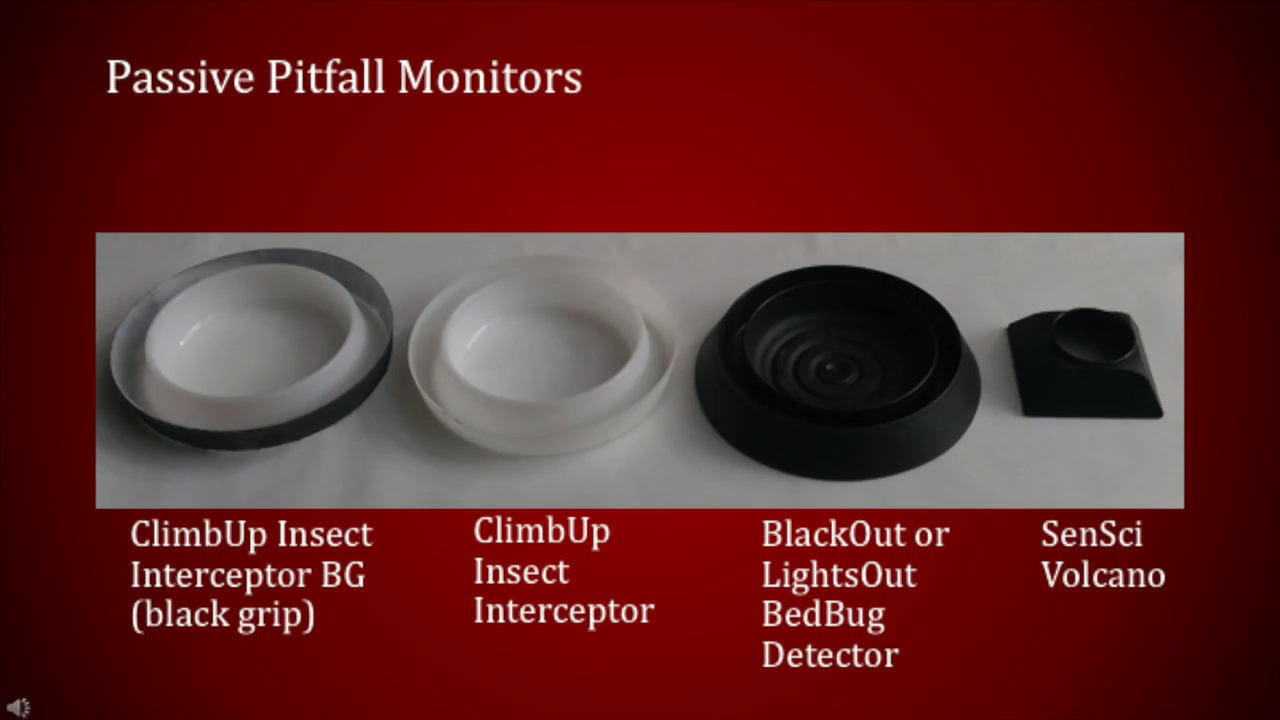 Passive Pitfall Monitors
ClimbUp Insect
Interceptor BG
(black grip)
ClimbUp
Insect
Interceptor
BlackOut or
LightsOut
BedBug
Detector
SenSci
Volcano